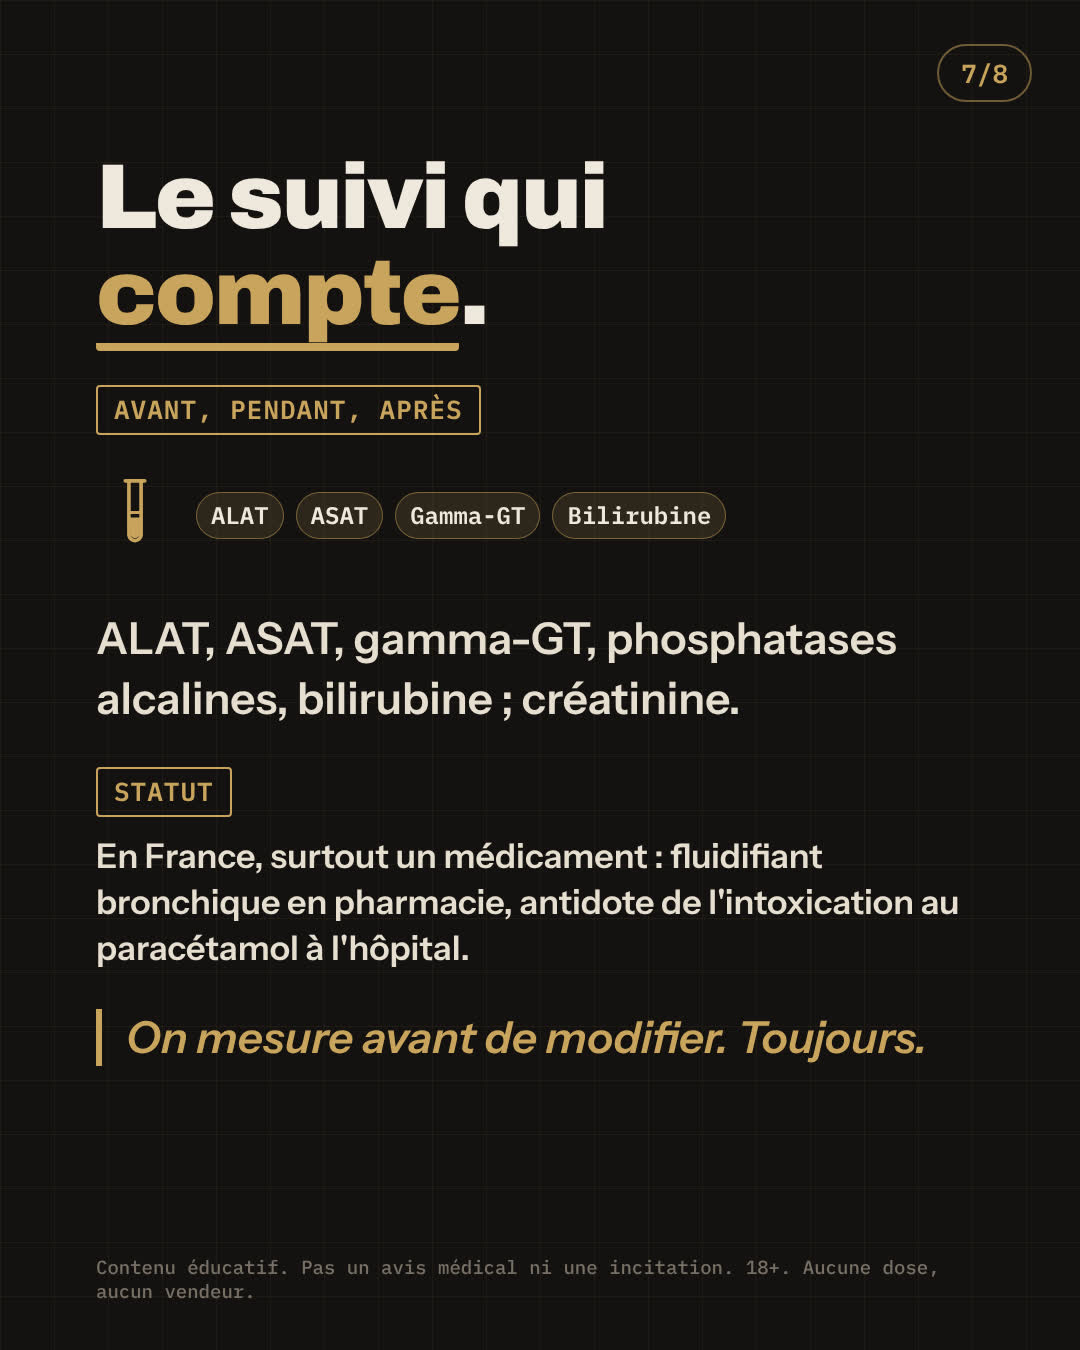 7/8
Le suivi qui
compte.
AVANT, PENDANT, APRÈS
ALAT ASAT Gamma-GT Bilirubine
ALAT, ASAT, gamma-GT, phosphatases
alcalines, bilirubine ; créatinine.
STATUT
En France, surtout un médicament : fluidifiant
bronchique en pharmacie, antidote de l'intoxication au
paracétamol à l'hôpital.
On mesure avant de modifier. Toujours.
Contenu éducatif. Pas un avis médical ni une incitation. 18+. Aucune dose,
aucun vendeur.